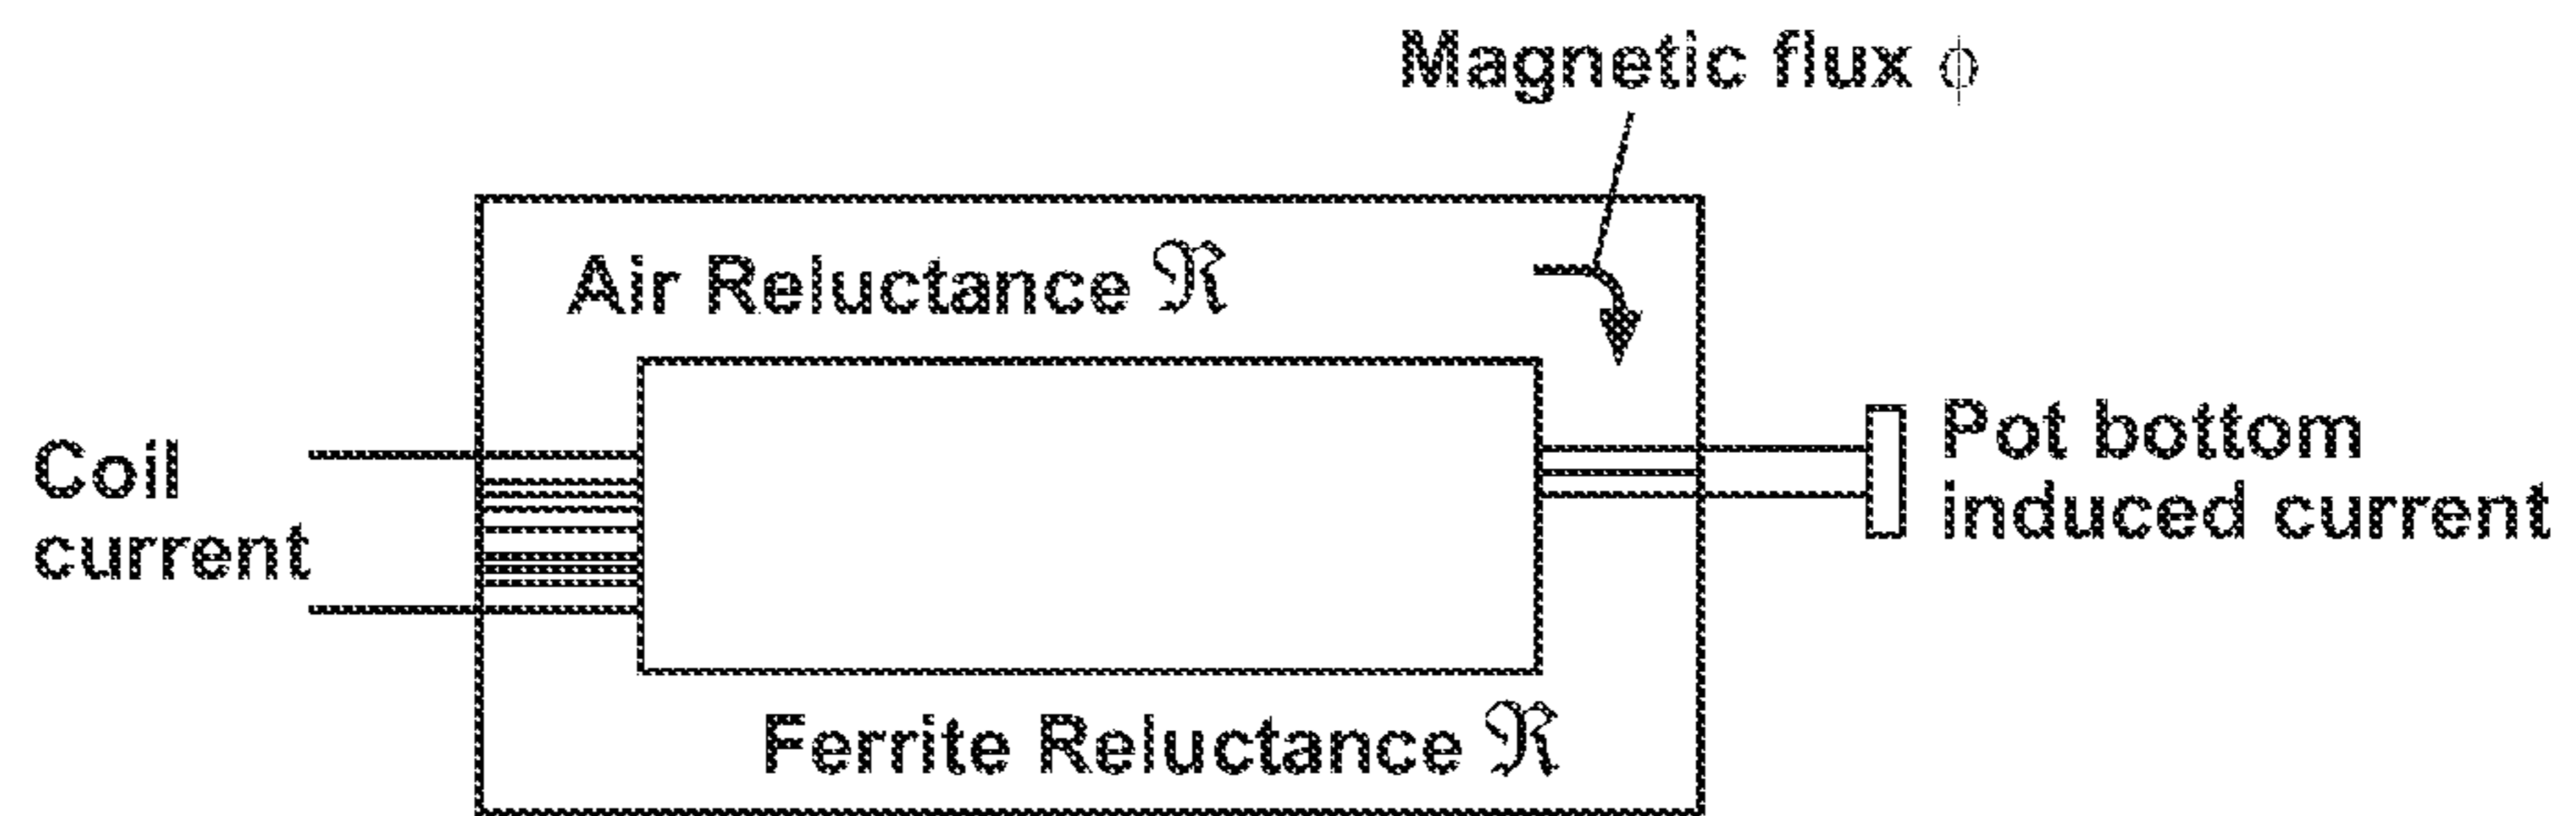 Magnetic flux ϕ
Air Reluctance ℜ
Coil
current
Pot bottom
induced current
Ferrite Reluctance ℜ